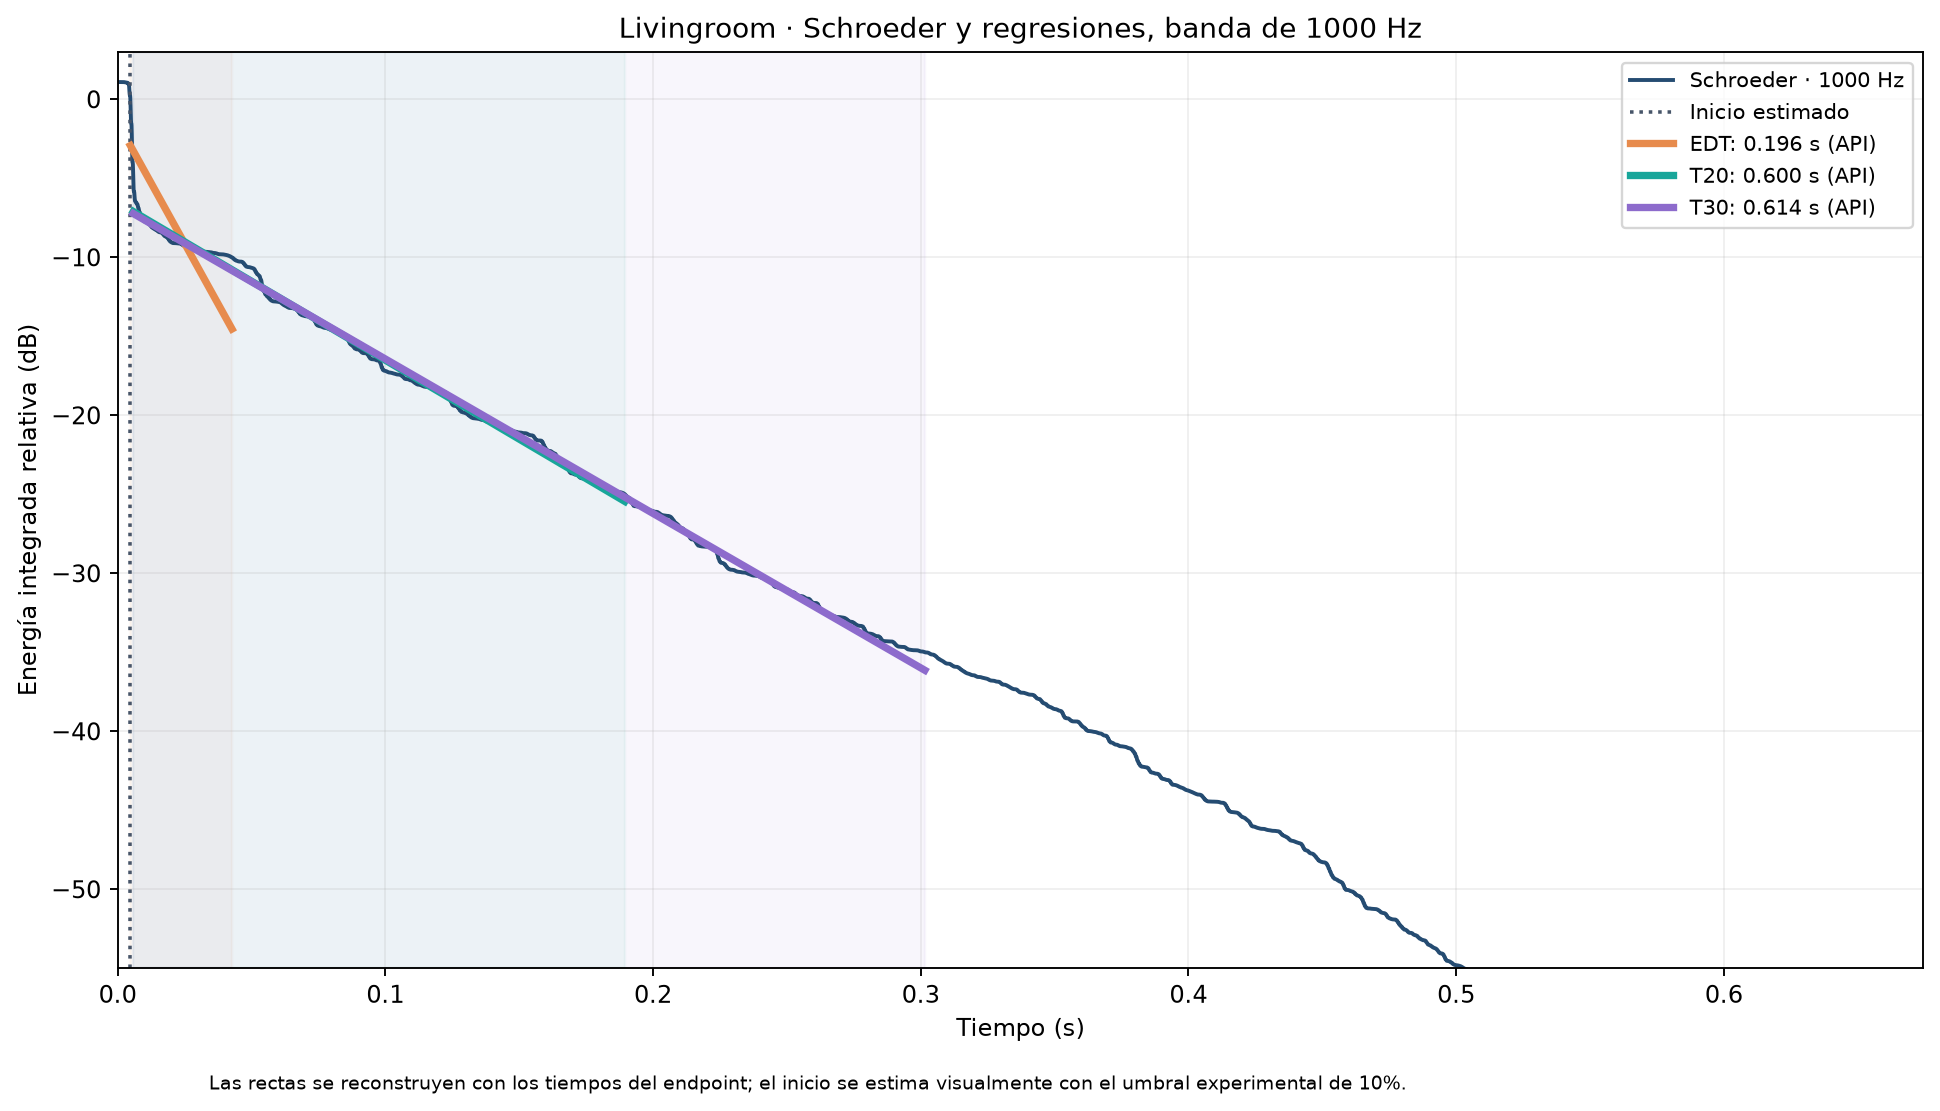 Livingroom · Schroeder y regresiones, banda de 1000 Hz
Schroeder · 1000 Hz
Inicio estimado
EDT: 0.196 s (API)
T20: 0.600 s (API)
T30: 0.614 s (API)
Energía integrada relativa (dB)
0
−10
−20
−30
−40
−50
0.0 0.1 0.2 0.3 0.4 0.5 0.6
Tiempo (s)
Las rectas se reconstruyen con los tiempos del endpoint; el inicio se estima visualmente con el umbral experimental de 10%.